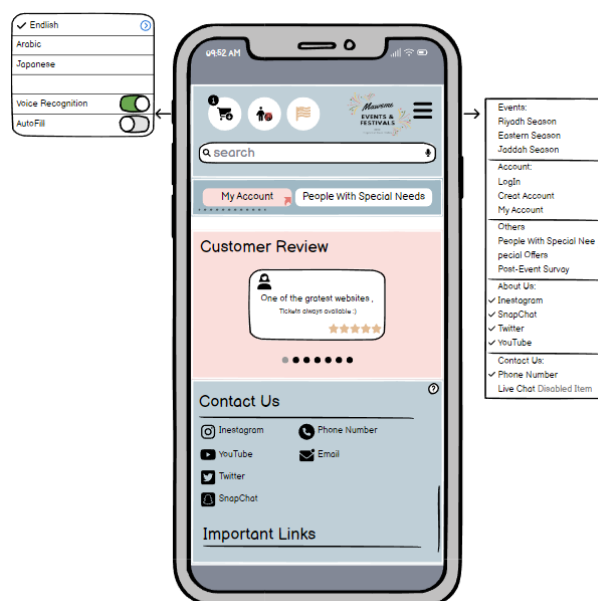 Endlish
Arabic
Japanese
Voice Recognition
AutoFill
09:52 AM
1
Mawsms
EVENTS &
FESTIVALS
search
My Account
People With Special Needs
Customer Review
One of the gratest websites ,
Tickets always available :)
Contact Us
?
Inestagram
Phone Number
YouTube
Email
Twitter
SnapChat
Important Links
Events:
Riyadh Season
Eastern Season
Jaddah Season
Account:
LogIn
Creat Account
My Account
Others
People With Special Nee
pecial Offers
Post-Event Survay
About Us:
Inestagram
SnapChat
Twitter
YouTube
Contact Us:
Phone Number
Live Chat Disabled Item